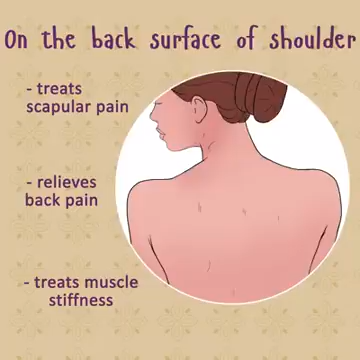 On the back surface of shoulder
- treats
scapular pain
- relieves
back pain
- treats muscle
stiffness